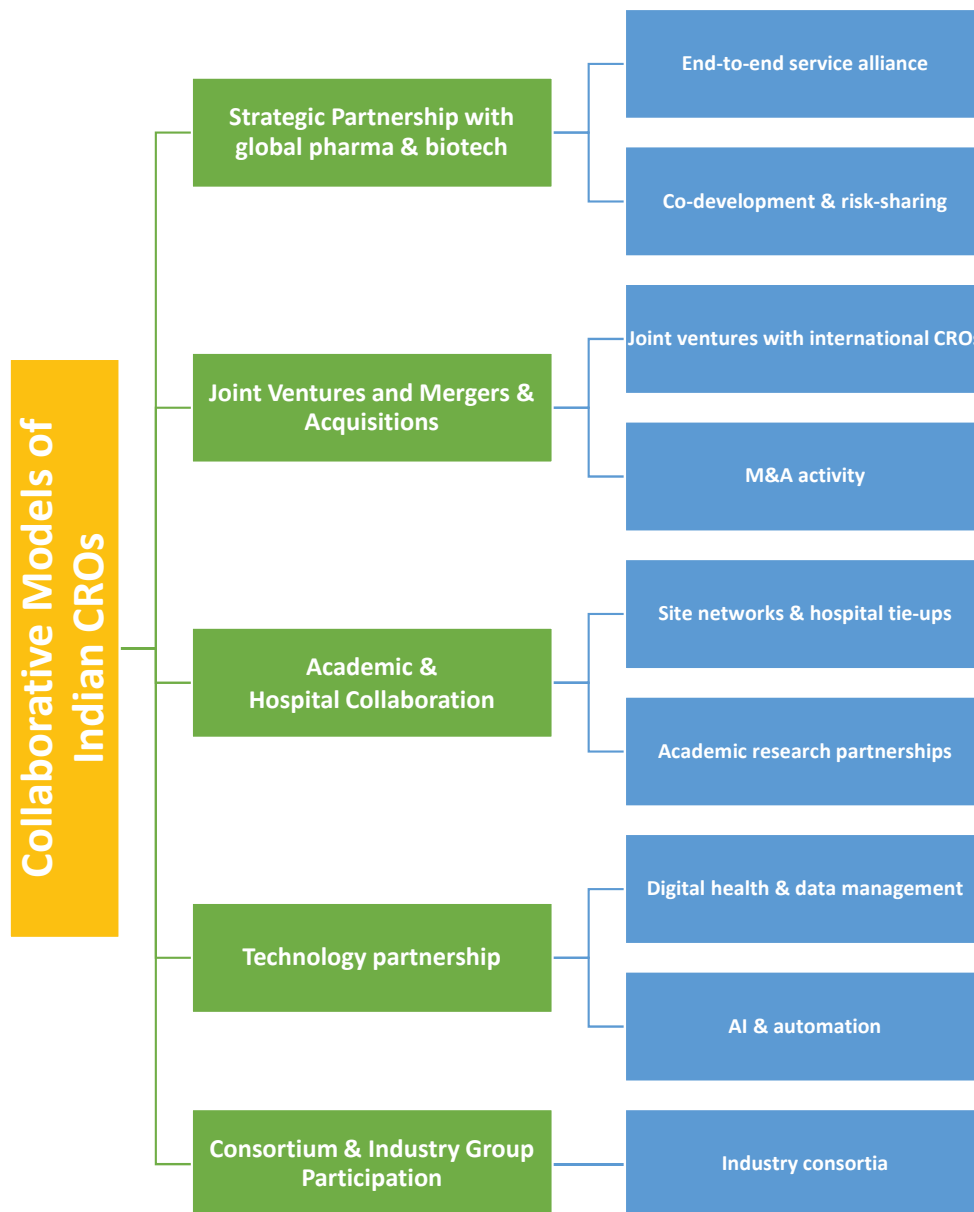 Collaborative Models of
Indian CROs
Strategic Partnership with
global pharma & biotech
End-to-end service alliance
Co-development & risk-sharing
Joint Ventures and Mergers &
Acquisitions
Joint ventures with international CROs
M&A activity
Academic &
Hospital Collaboration
Site networks & hospital tie-ups
Academic research partnerships
Technology partnership
Digital health & data management
AI & automation
Consortium & Industry Group
Participation
Industry consortia